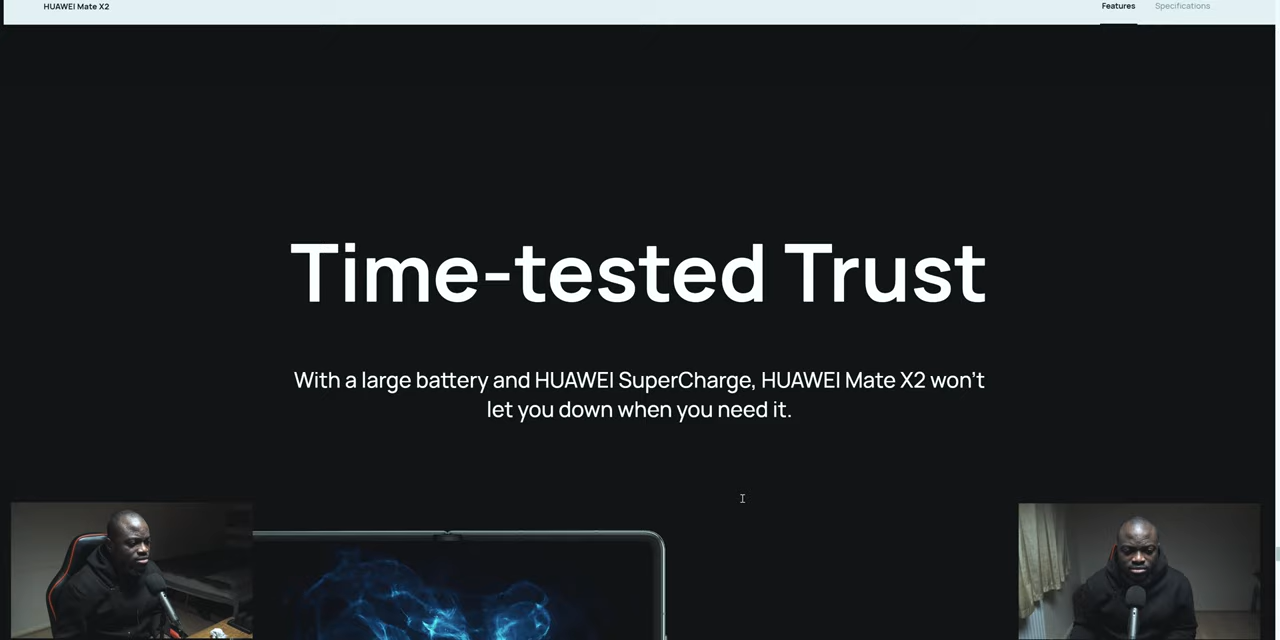 HUAWEI Mate X2
Features
Specifications
Time-tested Trust
With a large battery and HUAWEI SuperCharge, HUAWEI Mate X2 won't
let you down when you need it.